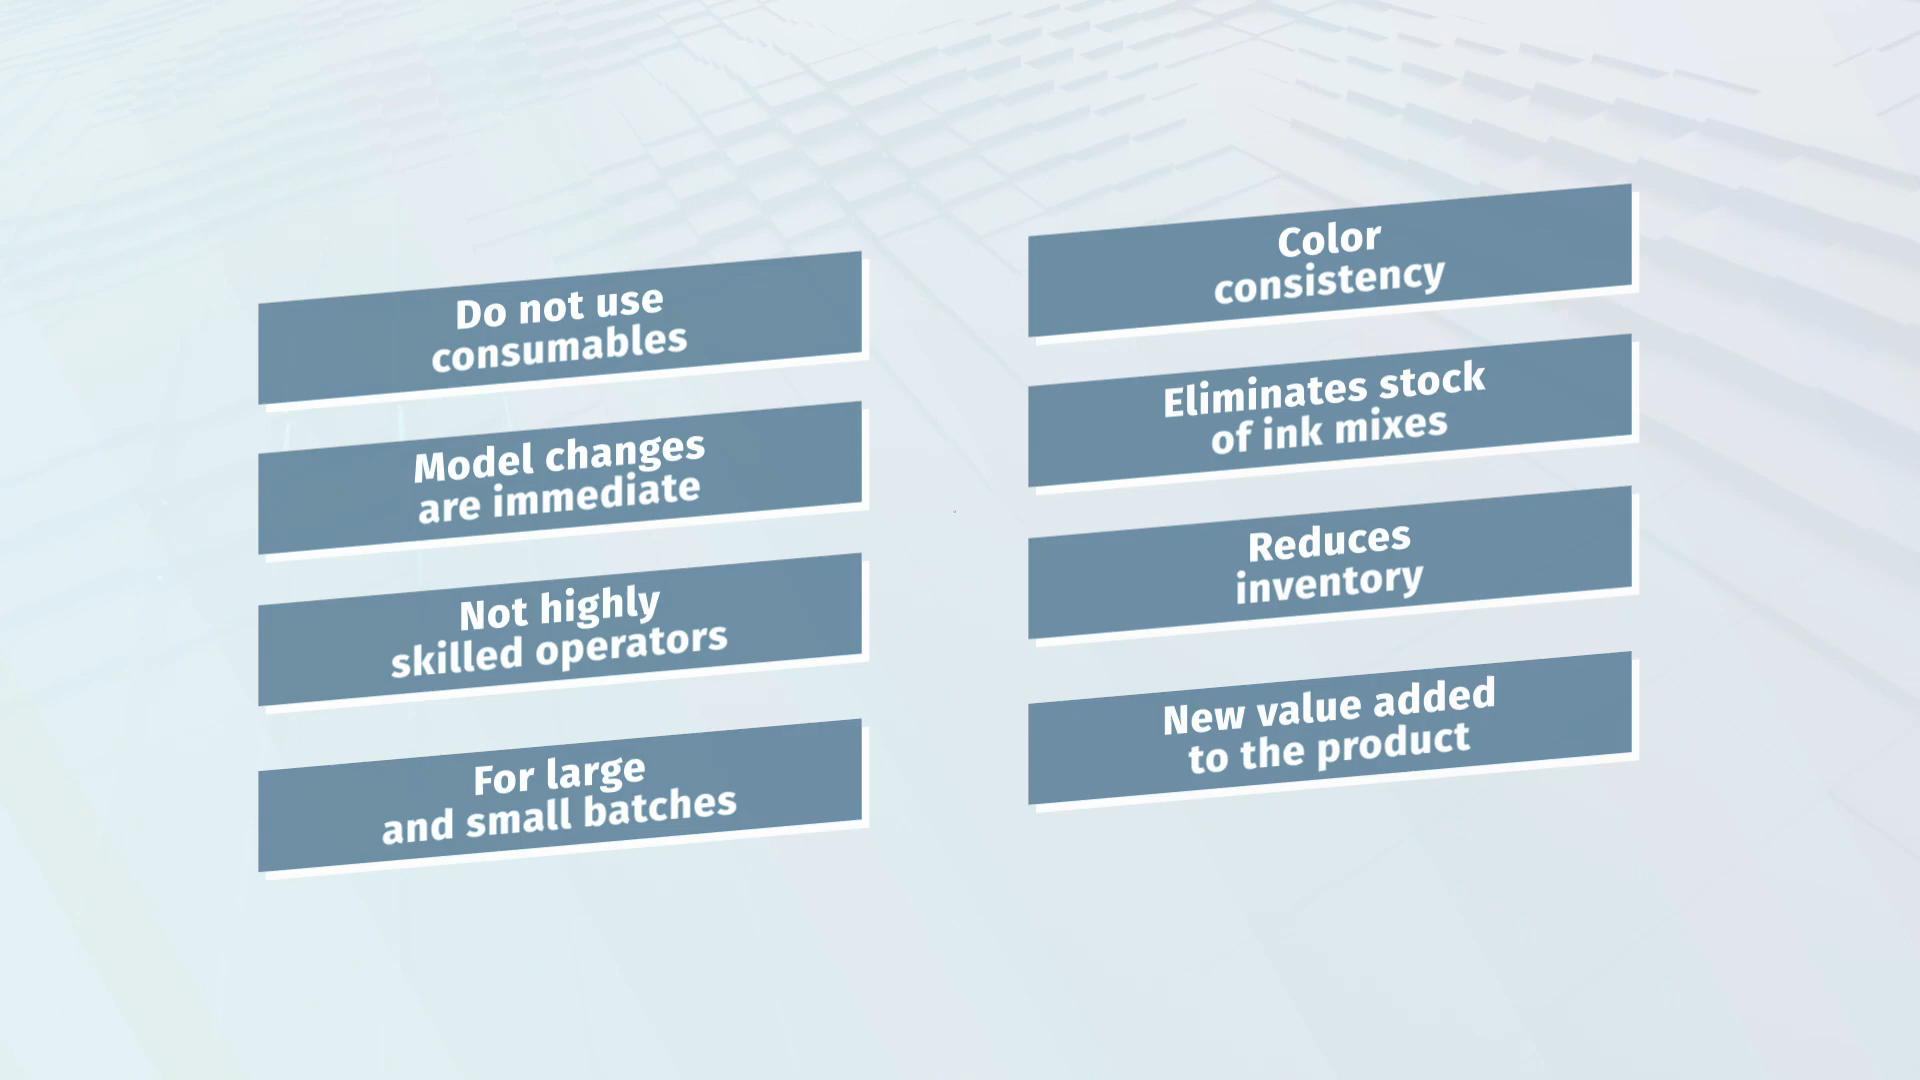 Do not use
consumables
Model changes
are immediate
Not highly
skilled operators
For large
and small batches
Color
consistency
Eliminates stock
of ink mixes
Reduces
inventory
New value added
to the product